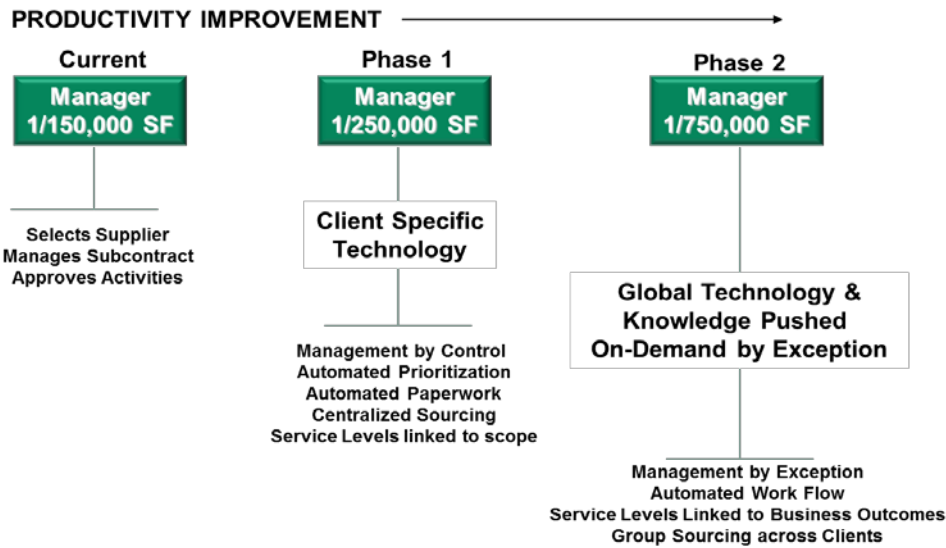 PRODUCTIVITY IMPROVEMENT
Current
Manager
1/150,000 SF
Selects Supplier
Manages Subcontract
Approves Activities
Phase 1
Manager
1/250,000 SF
Client Specific
Technology
Management by Control
Automated Prioritization
Automated Paperwork
Centralized Sourcing
Service Levels linked to scope
Phase 2
Manager
1/750,000 SF
Global Technology &
Knowledge Pushed
On-Demand by Exception
Management by Exception
Automated Work Flow
Service Levels Linked to Business Outcomes
Group Sourcing across Clients